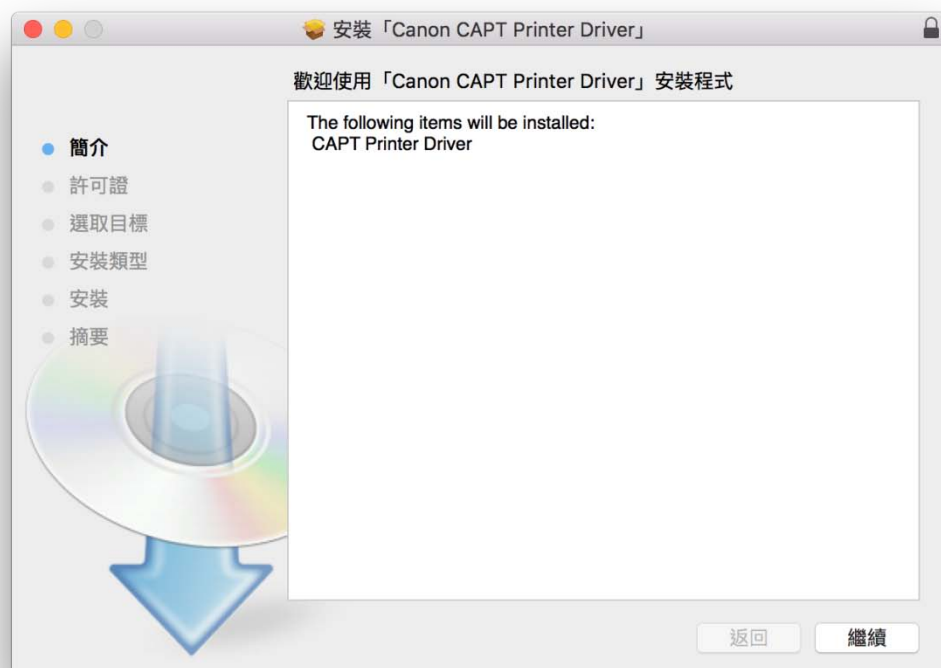 安裝「Canon CAPT Printer Driver」
歡迎使用「Canon CAPT Printer Driver」安裝程式
The following items will be installed:
CAPT Printer Driver
簡介
許可證
選取目標
安裝類型
安裝
摘要
返回
繼續